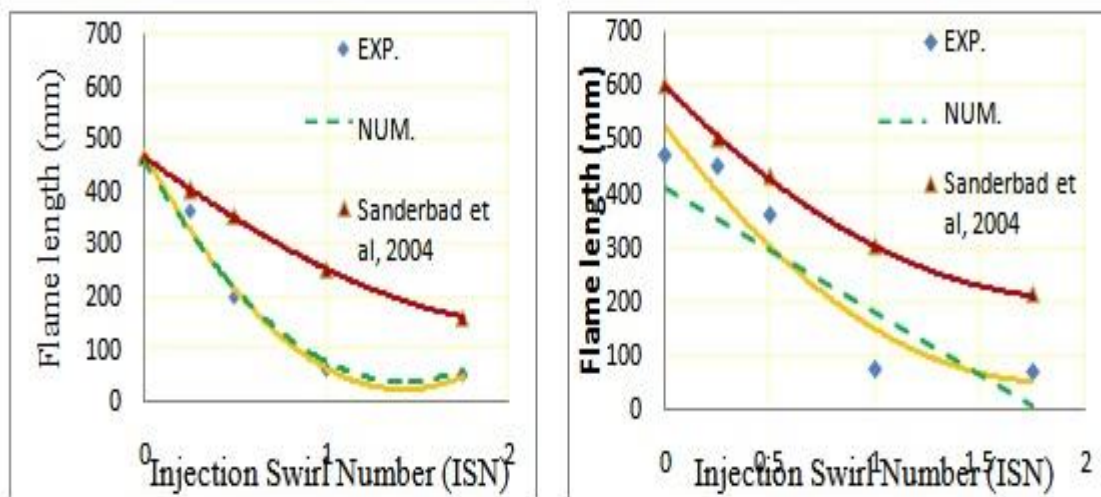 700
600
500
400
300
200
100
0
Flame length (mm)
EXP.
NUM.
Sanderbad et
al, 2004
0
1
2
Injection Swirl Number (ISN)
700
600
500
400
300
200
100
0
Flame length (mm)
EXP.
NUM.
Sanderbad et
al, 2004
0
0.5
1
1.5
2
Injection Swirl Number (ISN)